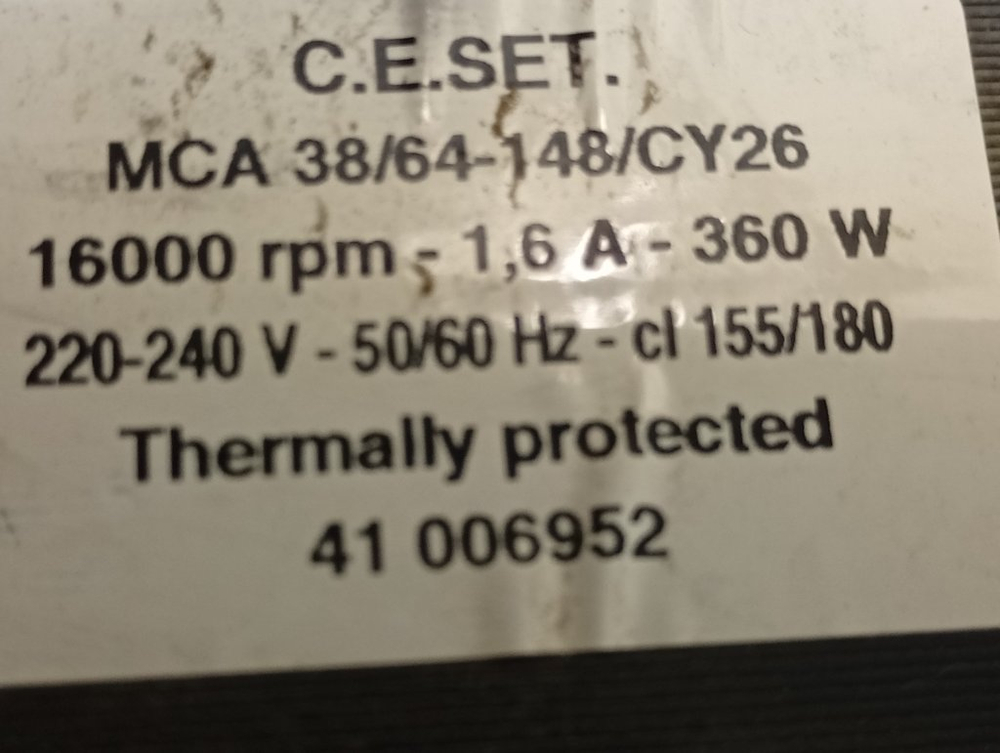 C.E.SET.
MCA 38/64-148/CY26
16000 rpm - 1,6 A - 360 W
220-240 V - 50/60 Hz - cl 155/180
Thermally protected
41 006952